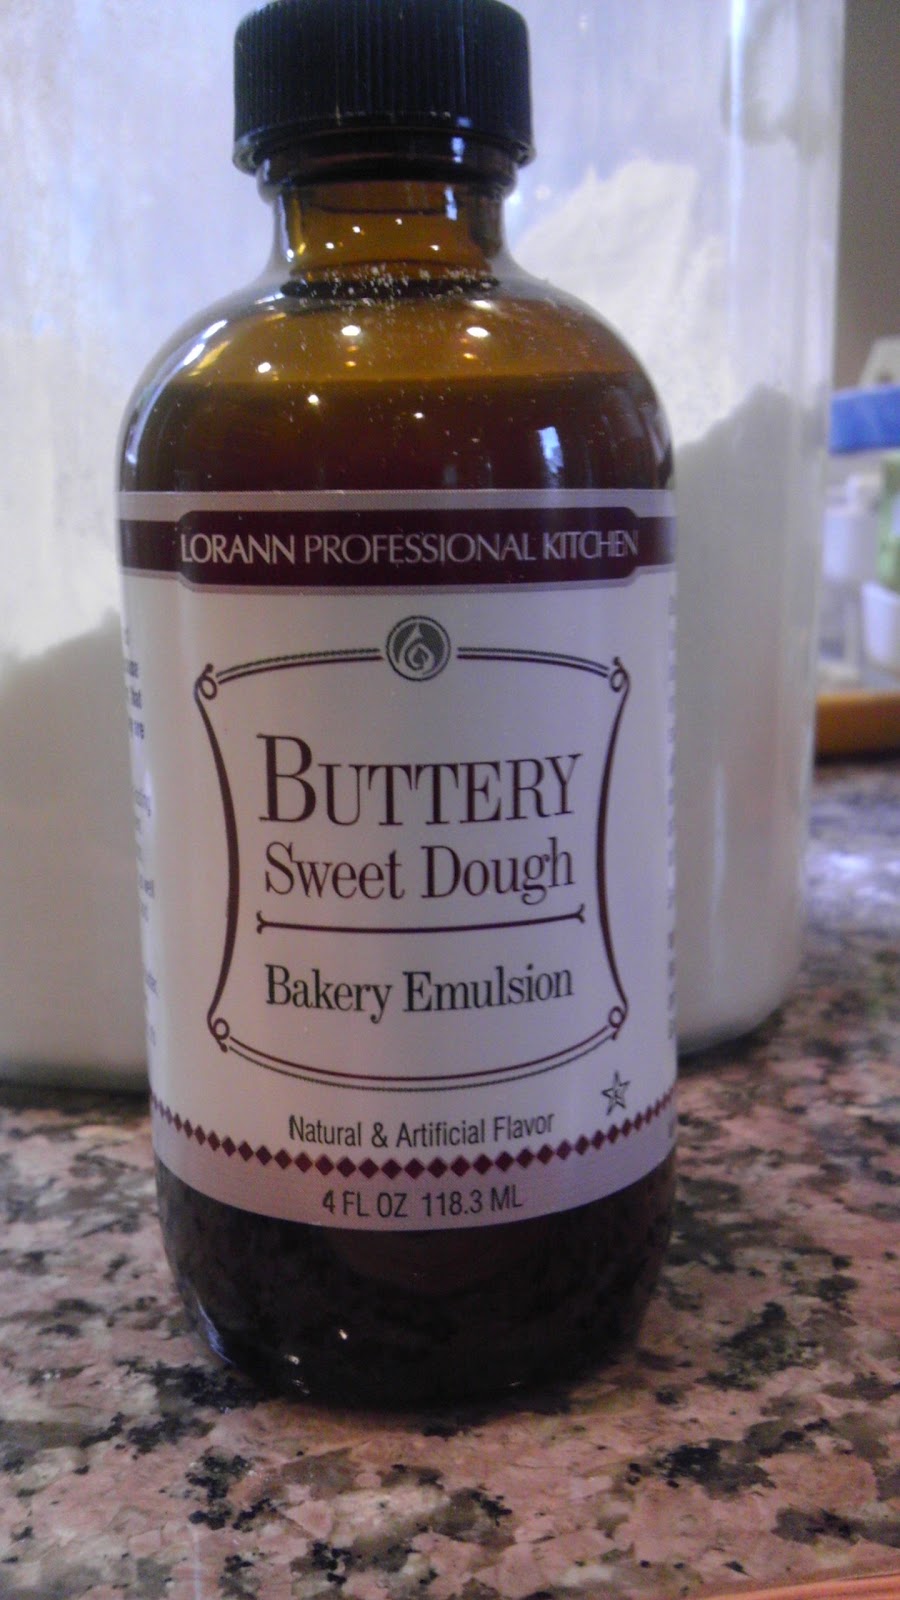 LORANN PROFESSIONAL KITCHEN
BUTTERY
Sweet Dough
Bakery Emulsion
Natural & Artificial Flavor
4 FL OZ 118.3 ML